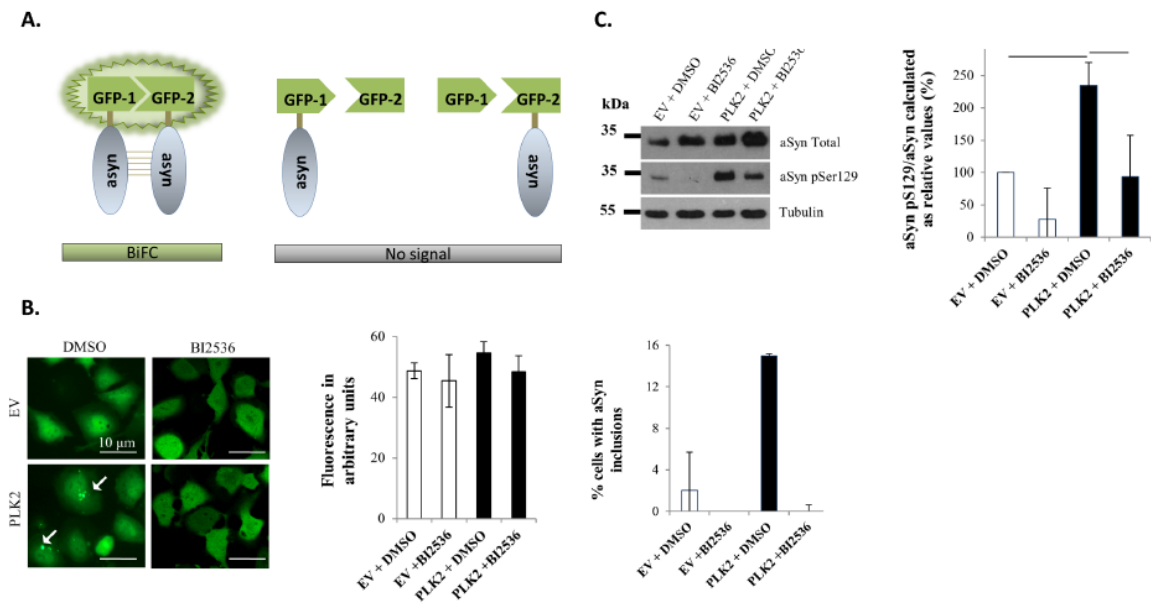 A.
GFP-1
GFP-2
asyn
asyn
BiFC
GFP-1
GFP-2
asyn
GFP-1
GFP-2
asyn
No signal
B.
DMSO
BI2536
EV
PLK2
10 µm
Fluorescence in
arbitrary units
60
40
20
0
EV + DMSO
EV +BI2536
PLK2 + DMSO
PLK2 +BI2536
% cells with aSyn
inclusions
16
12
8
4
0
EV + DMSO
EV +BI2536
PLK2 + DMSO
PLK2 +BI2536
C.
EV + DMSO
EV + BI2536
PLK2 + DMSO
PLK2 + BI2536
kDa
35
aSyn Total
35
aSyn pSer129
55
Tubulin
aSyn pS129/aSyn calculated
as relative values (%)
250
200
150
100
50
0
EV + DMSO
EV + BI2536
PLK2 + DMSO
PLK2 + BI2536